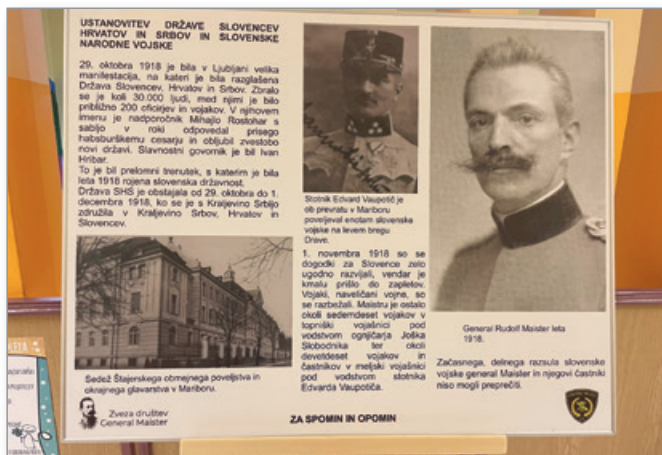 USTANOVITEV DRŽAVE SLOVENCEV
HRVATOV IN SRBOV IN SLOVENSKE
NARODNE VOJSKE
29. oktobra 1918 je bila v Ljubljani velika
manifestacija, na kateri je bila razglašena
Država Slovencev, Hrvatov in Srbov. Zbralo
se je koli 30.000 ljudi, med njimi je bilo
približno 200 oficirjev in vojakov. V njihovem
imenu je nadporočnik Mihajlo Rostohar s
sabljo v roki odpovedal prisego
habsburškemu cesarju in obljubil zvestobo
novi državi. Slavnostni govornik je bil Ivan
Hribar.
To je bil prelomni trenutek, s katerim je bila
leta 1918 rojena slovenska državnost.
Država SHS je obstajala od 29. oktobra do 1.
decembra 1918, ko se je s Kraljevino Srbijo
združila v Kraljevino Srbov, Hrvatov in
Slovencev.
Sedež Štajerskega obmejnega poveljstva in
okrajnega glavarstva v Mariboru.
Zveza društev
General Maister
Stotnik Edvard Vaupotič je
ob prevratu v Mariboru
poveljeval enotam slovenske
vojske na levem bregu
Drave.
1. novembra 1918 so se
dogodki za Slovence zelo
ugodno razvijali, vendar je
kmalu prišlo do zapletov.
Vojaki, naveličani vojne, so
se razbežali. Maistru je ostalo
okoli sedemdeset vojakov v
topniški vojašnici pod
vodstvom ognjičarja Joška
Slobodnika ter okoli
devetdeset vojakov in
častnikov v meljski vojašnici
pod vodstvom stotnika
Edvarda Vaupotiča.
General Rudolf Maister leta
1918.
Začasnega, delnega razsula slovenske
vojske general Maister in njegovi častniki
niso mogli preprečiti.
ZA SPOMIN IN OPOMIN